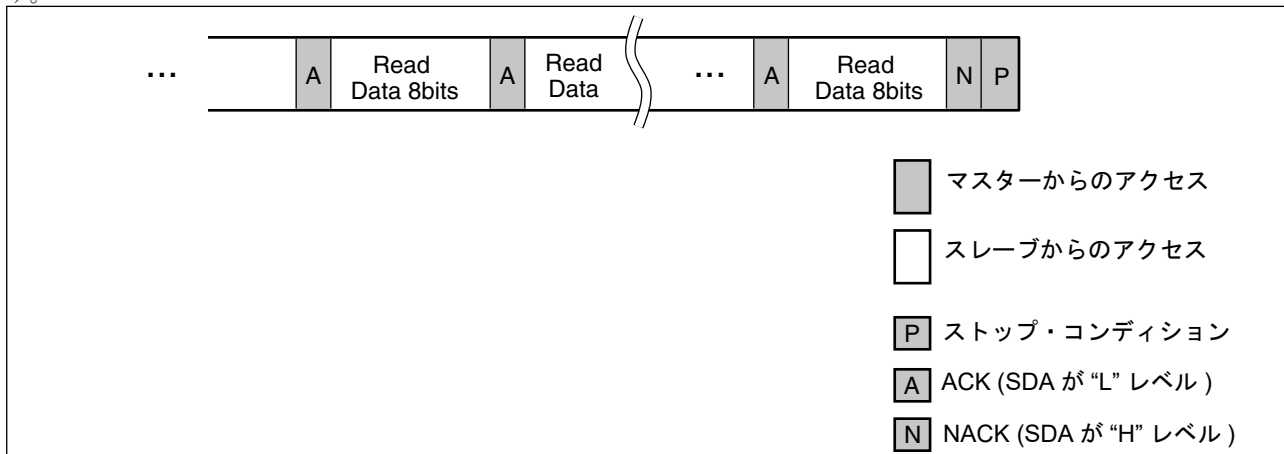 す。
... A Read Data 8bits A Read Data ... A Read Data 8bits N P
マスターからのアクセス
スレーブからのアクセス
P ストップ・コンディション
A ACK (SDA が “L” レベル )
N NACK (SDA が “H” レベル )